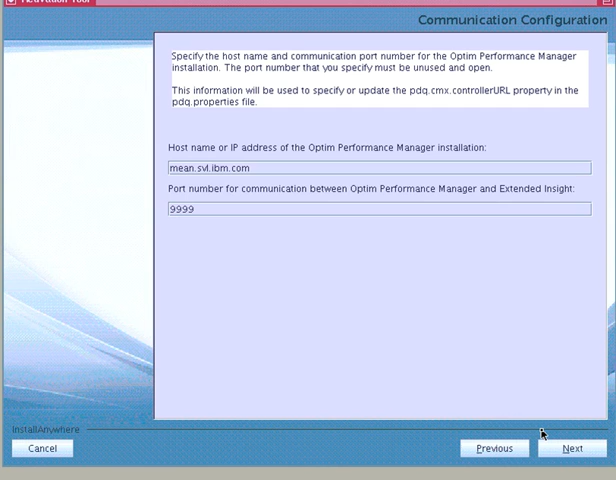 Communication Configuration
Specify the host name and communication port number for the Optim Performance Manager
installation. The port number that you specify must be unused and open.
This information will be used to specify or update the pdq.cmx.controllerURL property in the
pdq.properties file.
Host name or IP address of the Optim Performance Manager installation:
mean.svl.ibm.com
Port number for communication between Optim Performance Manager and Extended Insight:
9999
InstallAnywhere
Cancel
Previous
Next